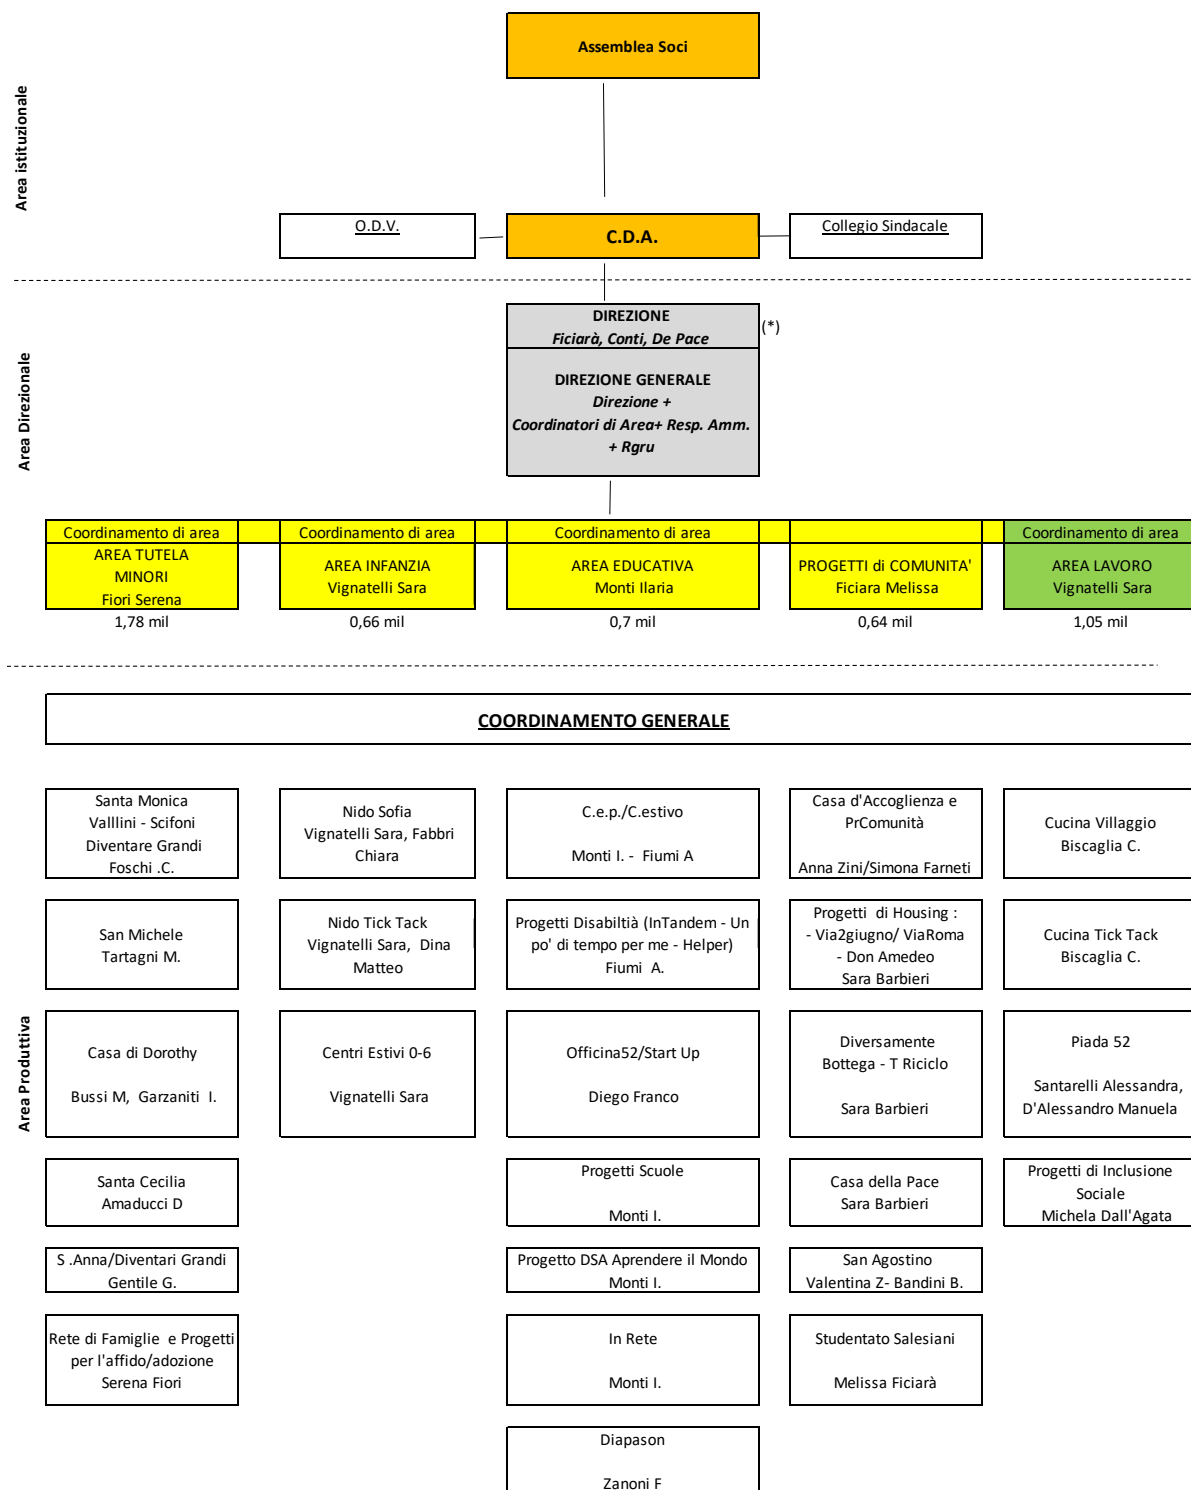 Area istituzionale
Assemblea Soci
O.D.V.
C.D.A.
Collegio Sindacale
Area Direzionale
DIREZIONE
Ficiarà, Conti, De Pace
(*)
DIREZIONE GENERALE
Direzione +
Coordinatori di Area+ Resp. Amm.
+ Rgru
Coordinamento di area
AREA TUTELA
MINORI
Fiori Serena
1,78 mil
Coordinamento di area
AREA INFANZIA
Vignatelli Sara
0,66 mil
Coordinamento di area
AREA EDUCATIVA
Monti Ilaria
0,7 mil
PROGETTI di COMUNITA'
Ficiara Melissa
0,64 mil
Coordinamento di area
AREA LAVORO
Vignatelli Sara
1,05 mil
COORDINAMENTO GENERALE
Area Produttiva
Santa Monica
Valllini - Scifoni
Diventare Grandi
Foschi .C.
Nido Sofia
Vignatelli Sara, Fabbri
Chiara
C.e.p./C.estivo
Monti I. - Fiumi A
Casa d'Accoglienza e
PrComunità
Anna Zini/Simona Farneti
Cucina Villaggio
Biscaglia C.
San Michele
Tartagni M.
Nido Tick Tack
Vignatelli Sara, Dina
Matteo
Progetti Disabiltià (InTandem - Un
po' di tempo per me - Helper)
Fiumi A.
Progetti di Housing :
- Via2giugno/ ViaRoma
- Don Amedeo
Sara Barbieri
Cucina Tick Tack
Biscaglia C.
Casa di Dorothy
Bussi M, Garzaniti I.
Centri Estivi 0-6
Vignatelli Sara
Officina52/Start Up
Diego Franco
Diversamente
Bottega - T Riciclo
Sara Barbieri
Piada 52
Santarelli Alessandra,
D'Alessandro Manuela
Santa Cecilia
Amaducci D
Progetti Scuole
Monti I.
Casa della Pace
Sara Barbieri
Progetti di Inclusione
Sociale
Michela Dall'Agata
S .Anna/Diventari Grandi
Gentile G.
Progetto DSA Aprendere il Mondo
Monti I.
San Agostino
Valentina Z- Bandini B.
Rete di Famiglie e Progetti
per l'affido/adozione
Serena Fiori
In Rete
Monti I.
Studentato Salesiani
Melissa Ficiarà
Diapason
Zanoni F